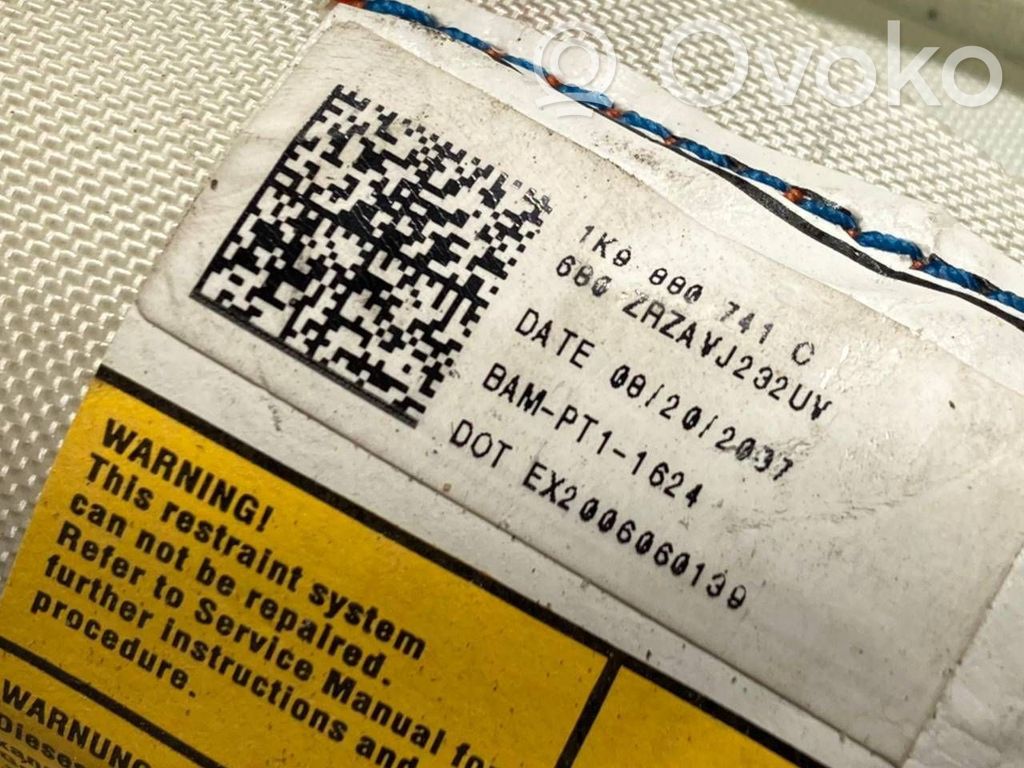 Ovoko
1K9 880 741 C
680 ZRZAVJ232UV
DATE 08/20/2007
BAM-PT1-1624
DOT EX2006060139
WARNING!
This restraint system
can not be repaired.
Refer to Service Manual for
further instructions and
procedure.
WARNUNG
Dieses